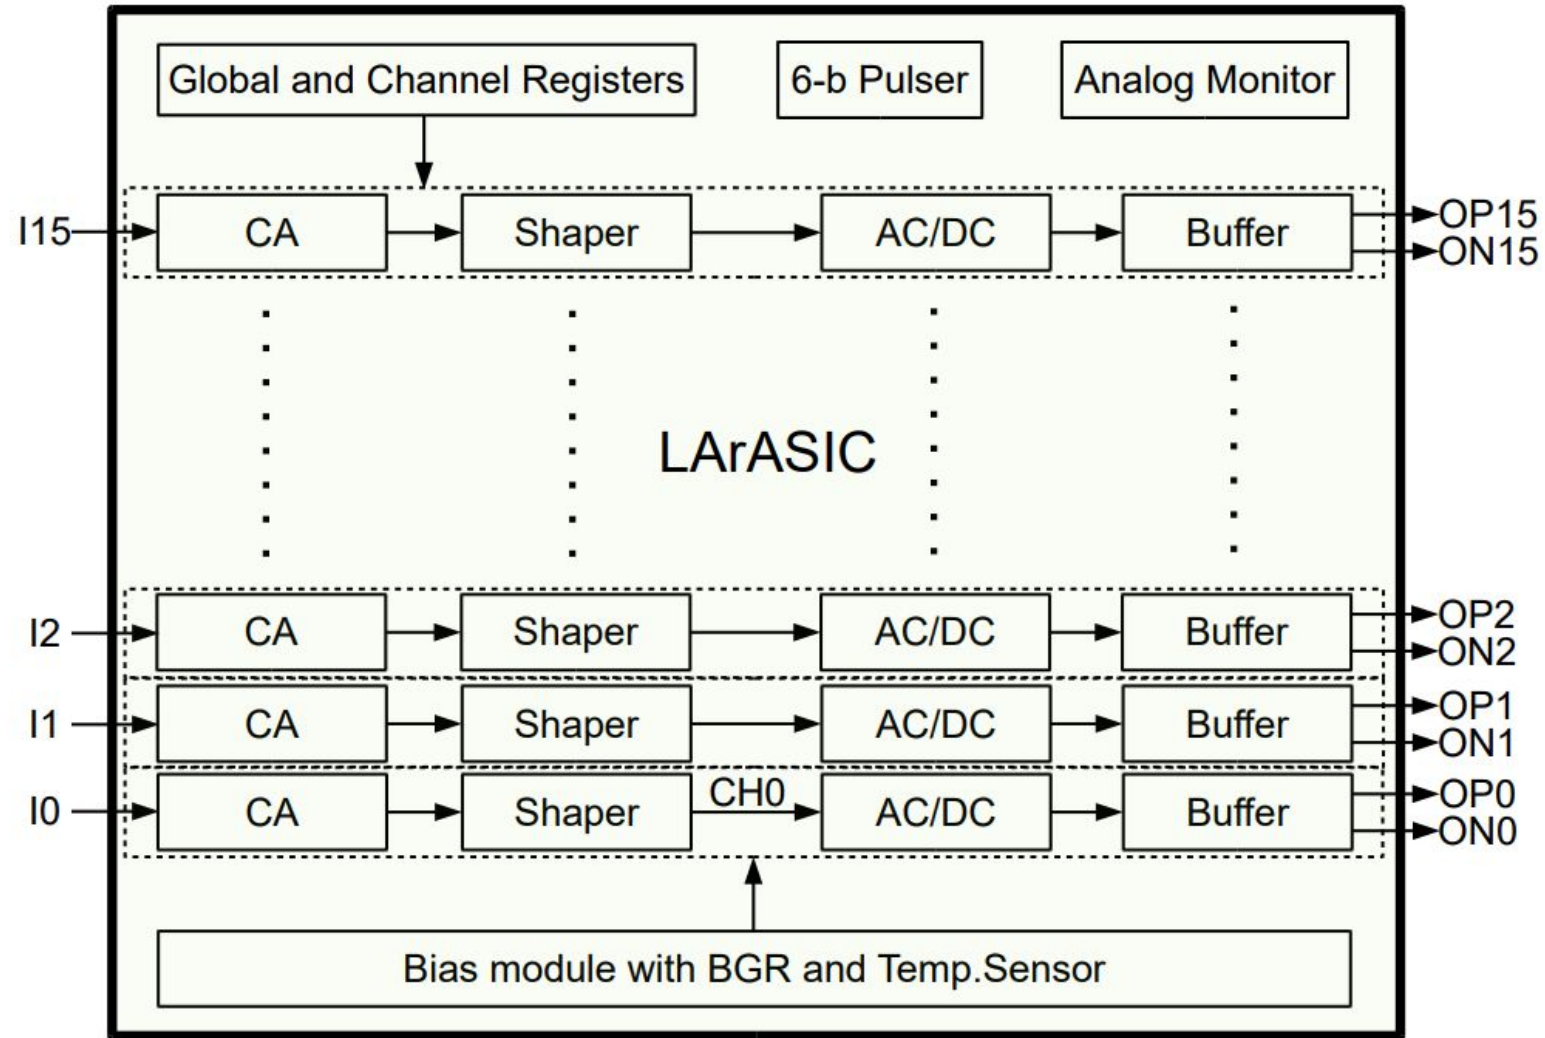 Global and Channel Registers
6-b Pulser
Analog Monitor
I15
CA
Shaper
AC/DC
Buffer
OP15
ON15
LArASIC
I2
CA
Shaper
AC/DC
Buffer
OP2
ON2
I1
CA
Shaper
AC/DC
Buffer
OP1
ON1
I0
CA
Shaper
CH0
AC/DC
Buffer
OP0
ON0
Bias module with BGR and Temp.Sensor